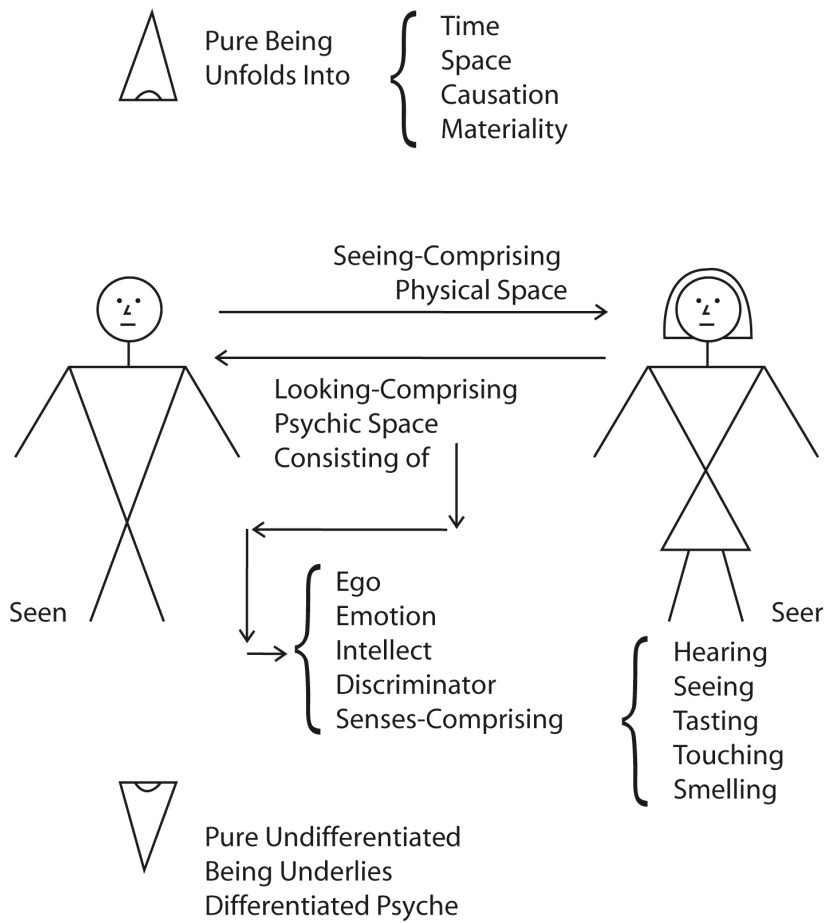 Pure Being
Unfolds Into
Time
Space
Causation
Materiality
Seeing-Comprising
Physical Space
Looking-Comprising
Psychic Space
Consisting of
Seen
Seer
Ego
Emotion
Intellect
Discriminator
Senses-Comprising
Hearing
Seeing
Tasting
Touching
Smelling
Pure Undifferentiated
Being Underlies
Differentiated Psyche